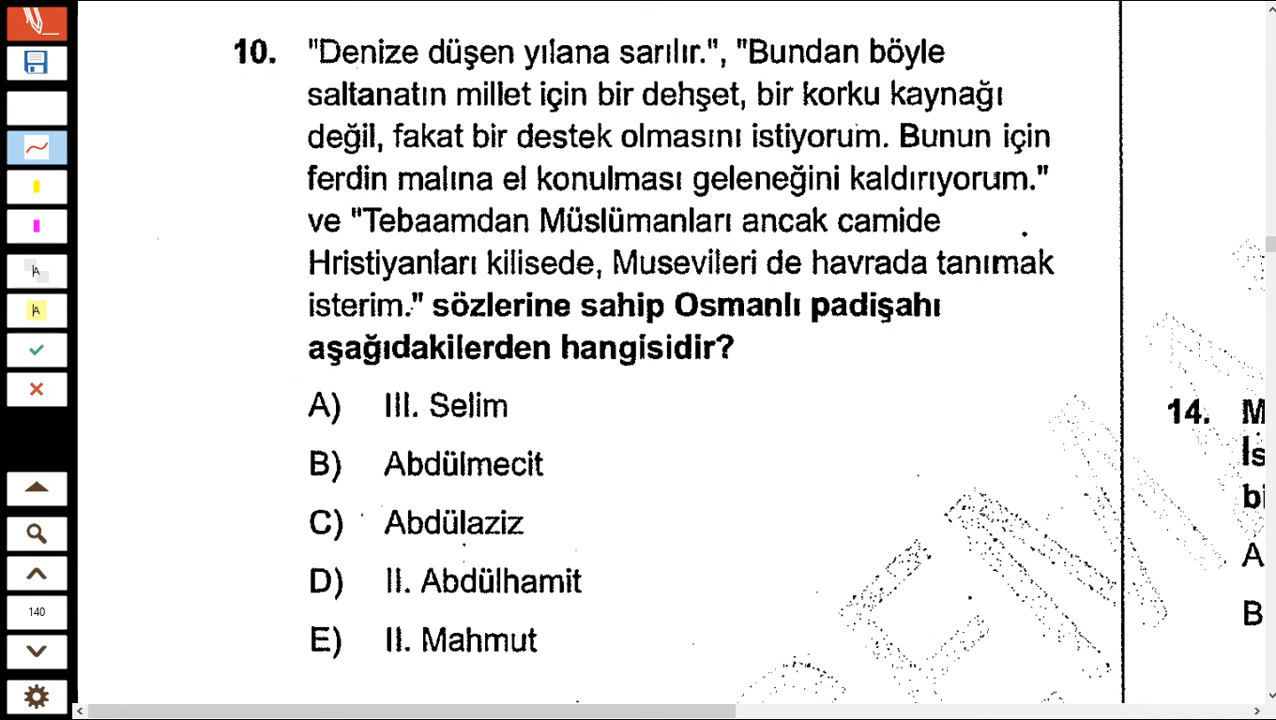 10. "Denize düşen yılana sarılır.", "Bundan böyle
saltanatın millet için bir dehşet, bir korku kaynağı
değil, fakat bir destek olmasını istiyorum. Bunun için
ferdin malına el konulması geleneğini kaldırıyorum."
ve "Tebaamdan Müslümanları ancak camide
Hristiyanları kilisede, Musevileri de havrada tanımak
isterim." sözlerine sahip Osmanlı padişahı
aşağıdakilerden hangisidir?
A) III. Selim
B) Abdülmecit
C) Abdülaziz
D) II. Abdülhamit
E) II. Mahmut
14. M
İs
bi
A
B
140